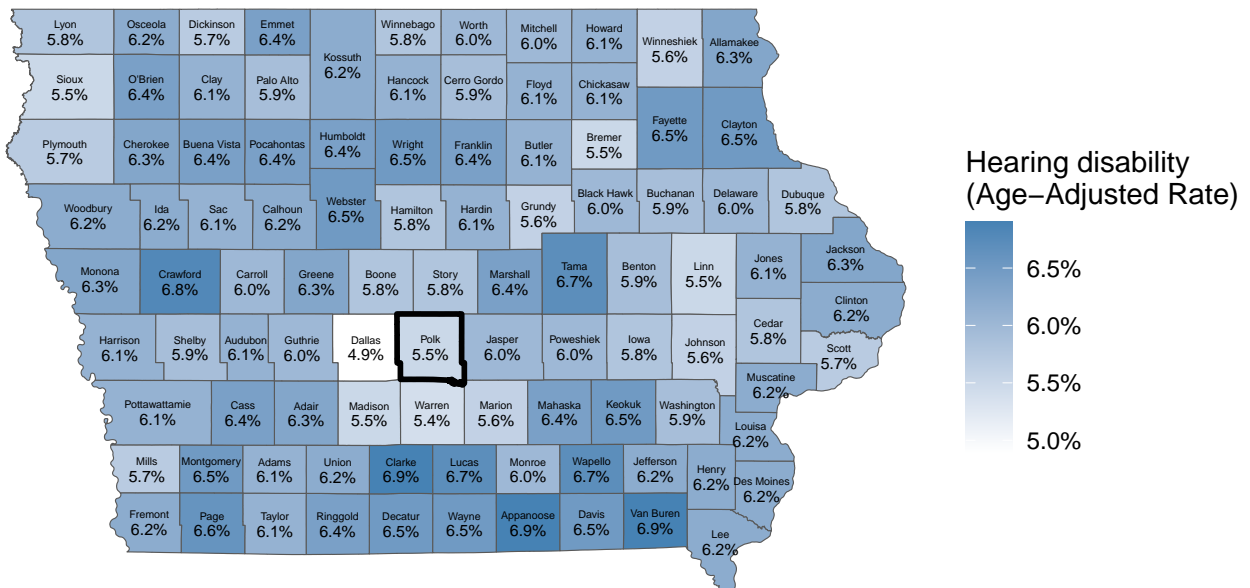 Lyon
5.8%
Osceola
6.2%
Dickinson
5.7%
Emmet
6.4%
Kossuth
6.2%
Winnebago
5.8%
Worth
6.0%
Mitchell
6.0%
Howard
6.1%
Winneshiek
5.6%
Allamakee
6.3%
Sioux
5.5%
O'Brien
6.4%
Clay
6.1%
Palo Alto
5.9%
Hancock
6.1%
Cerro Gordo
5.9%
Floyd
6.1%
Chickasaw
6.1%
Plymouth
5.7%
Cherokee
6.3%
Buena Vista
6.4%
Pocahontas
6.4%
Humboldt
6.4%
Wright
6.5%
Franklin
6.4%
Butler
6.1%
Bremer
5.5%
Fayette
6.5%
Clayton
6.5%
Woodbury
6.2%
Ida
6.2%
Sac
6.1%
Calhoun
6.2%
Webster
6.5%
Hamilton
5.8%
Hardin
6.1%
Grundy
5.6%
Black Hawk
6.0%
Buchanan
5.9%
Delaware
6.0%
Dubuque
5.8%
Monona
6.3%
Crawford
6.8%
Carroll
6.0%
Greene
6.3%
Boone
5.8%
Story
5.8%
Marshall
6.4%
Tama
6.7%
Benton
5.9%
Linn
5.5%
Jones
6.1%
Jackson
6.3%
Clinton
6.2%
Harrison
6.1%
Shelby
5.9%
Audubon
6.1%
Guthrie
6.0%
Dallas
4.9%
Polk
5.5%
Jasper
6.0%
Poweshiek
6.0%
Iowa
5.8%
Johnson
5.6%
Cedar
5.8%
Scott
5.7%
Muscatine
6.2%
Pottawattamie
6.1%
Cass
6.4%
Adair
6.3%
Madison
5.5%
Warren
5.4%
Marion
5.6%
Mahaska
6.4%
Keokuk
6.5%
Washington
5.9%
Louisa
6.2%
Mills
5.7%
Montgomery
6.5%
Adams
6.1%
Union
6.2%
Clarke
6.9%
Lucas
6.7%
Monroe
6.0%
Wapello
6.7%
Jefferson
6.2%
Henry
6.2%
Des Moines
6.2%
Fremont
6.2%
Page
6.6%
Taylor
6.1%
Ringgold
6.4%
Decatur
6.5%
Wayne
6.5%
Appanoose
6.9%
Davis
6.5%
Van Buren
6.9%
Lee
6.2%
Hearing disability
(Age−Adjusted Rate)
6.5%
6.0%
5.5%
5.0%